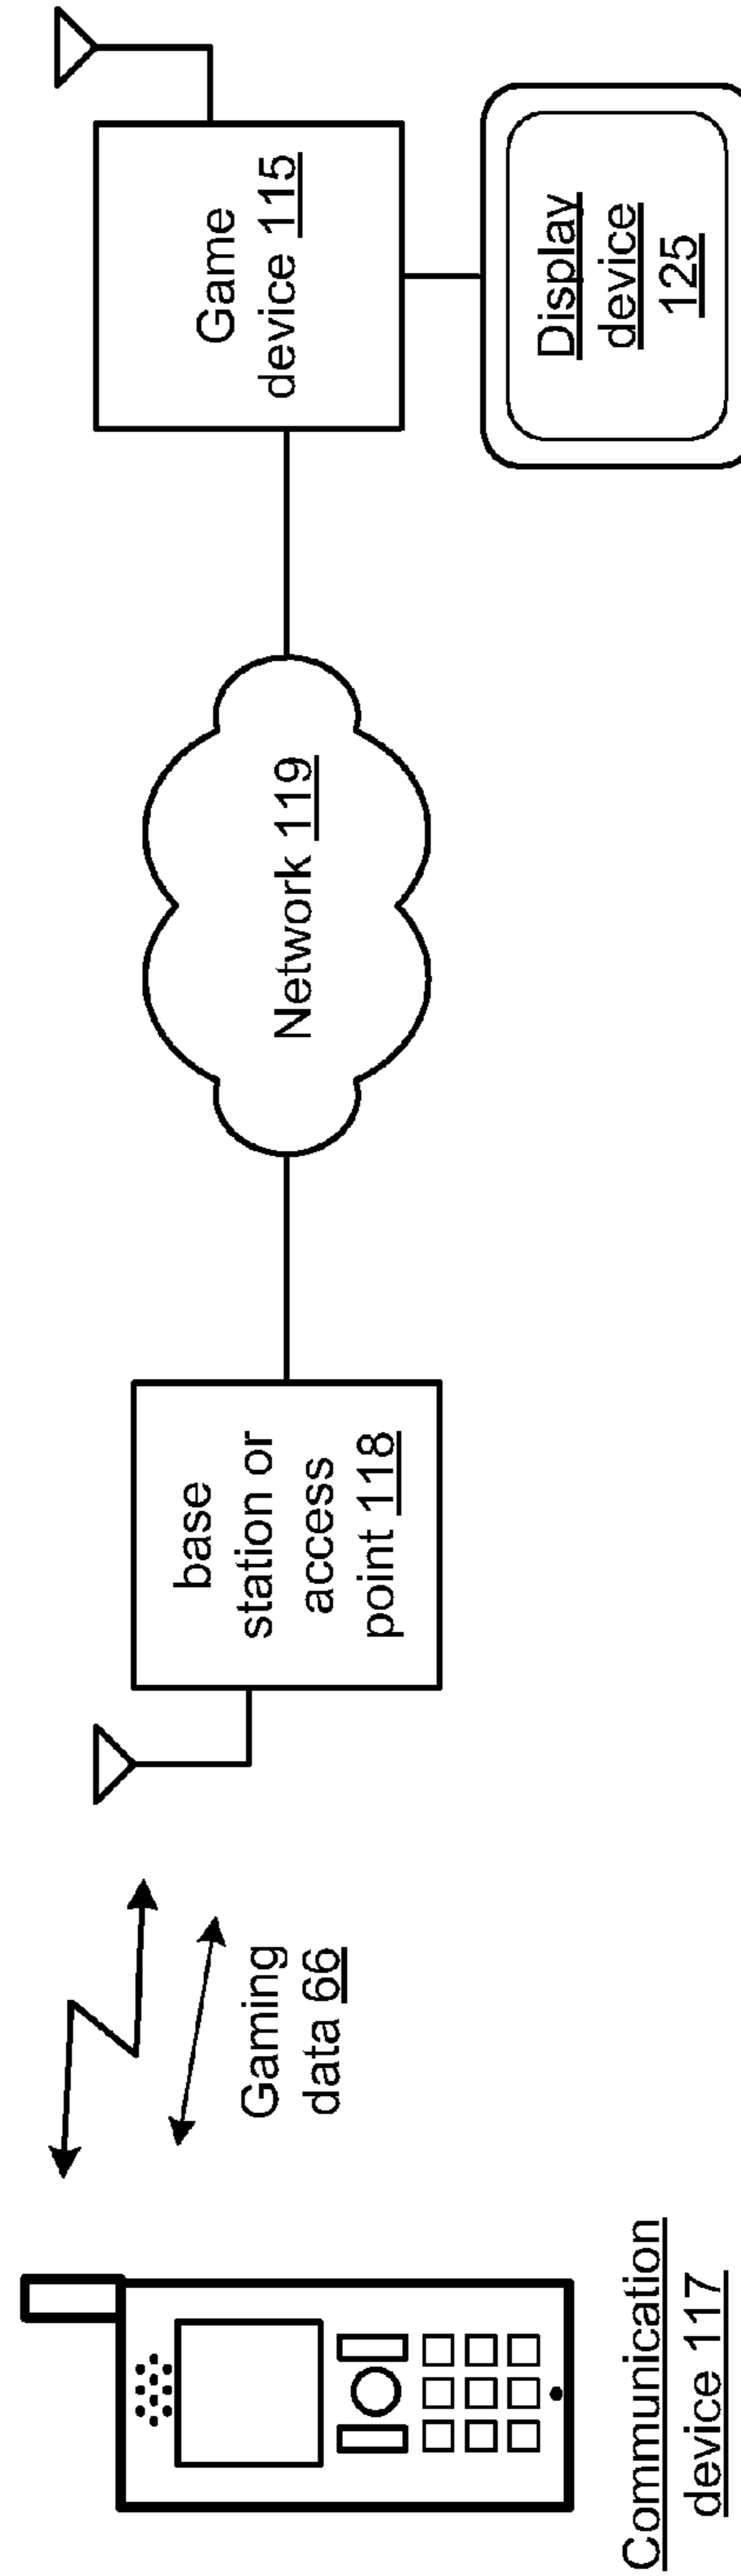 Communication
device 117
Gaming
data 66
base
station or
access
point 118
Network 119
Game
device 115
Display
device
125